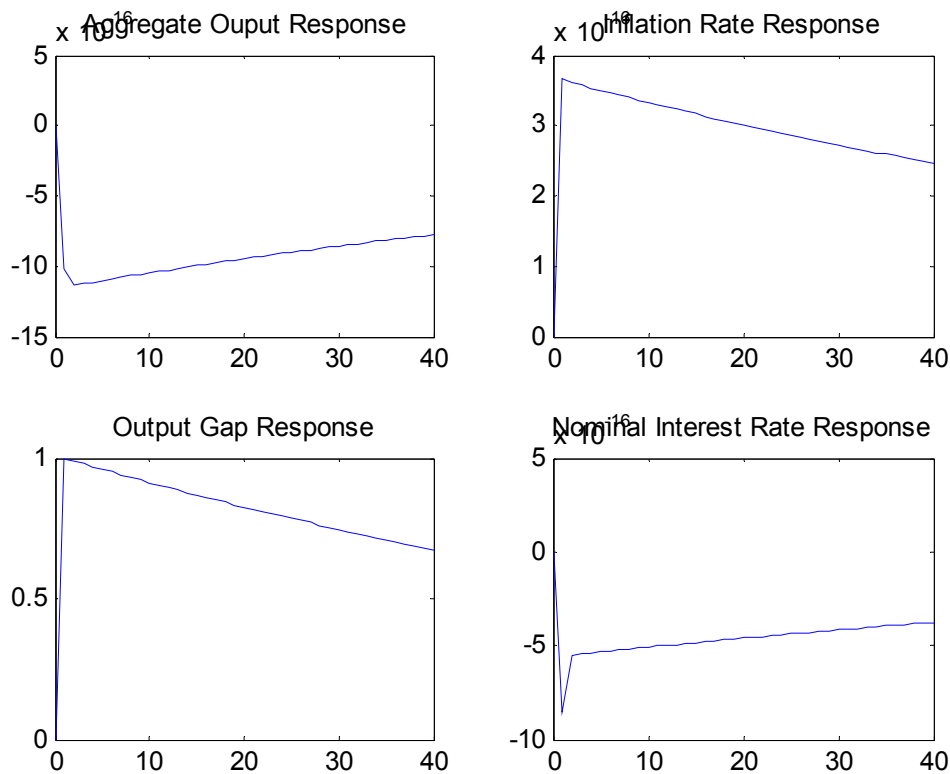 Aggregate Ouput Response
x 10^-16
5
0
-5
-10
-15
0 10 20 30 40
Inflation Rate Response
x 10^-16
4
3
2
1
0
0 10 20 30 40
Output Gap Response
1
0.5
0
0 10 20 30 40
Nominal Interest Rate Response
x 10^-16
5
0
-5
-10
0 10 20 30 40